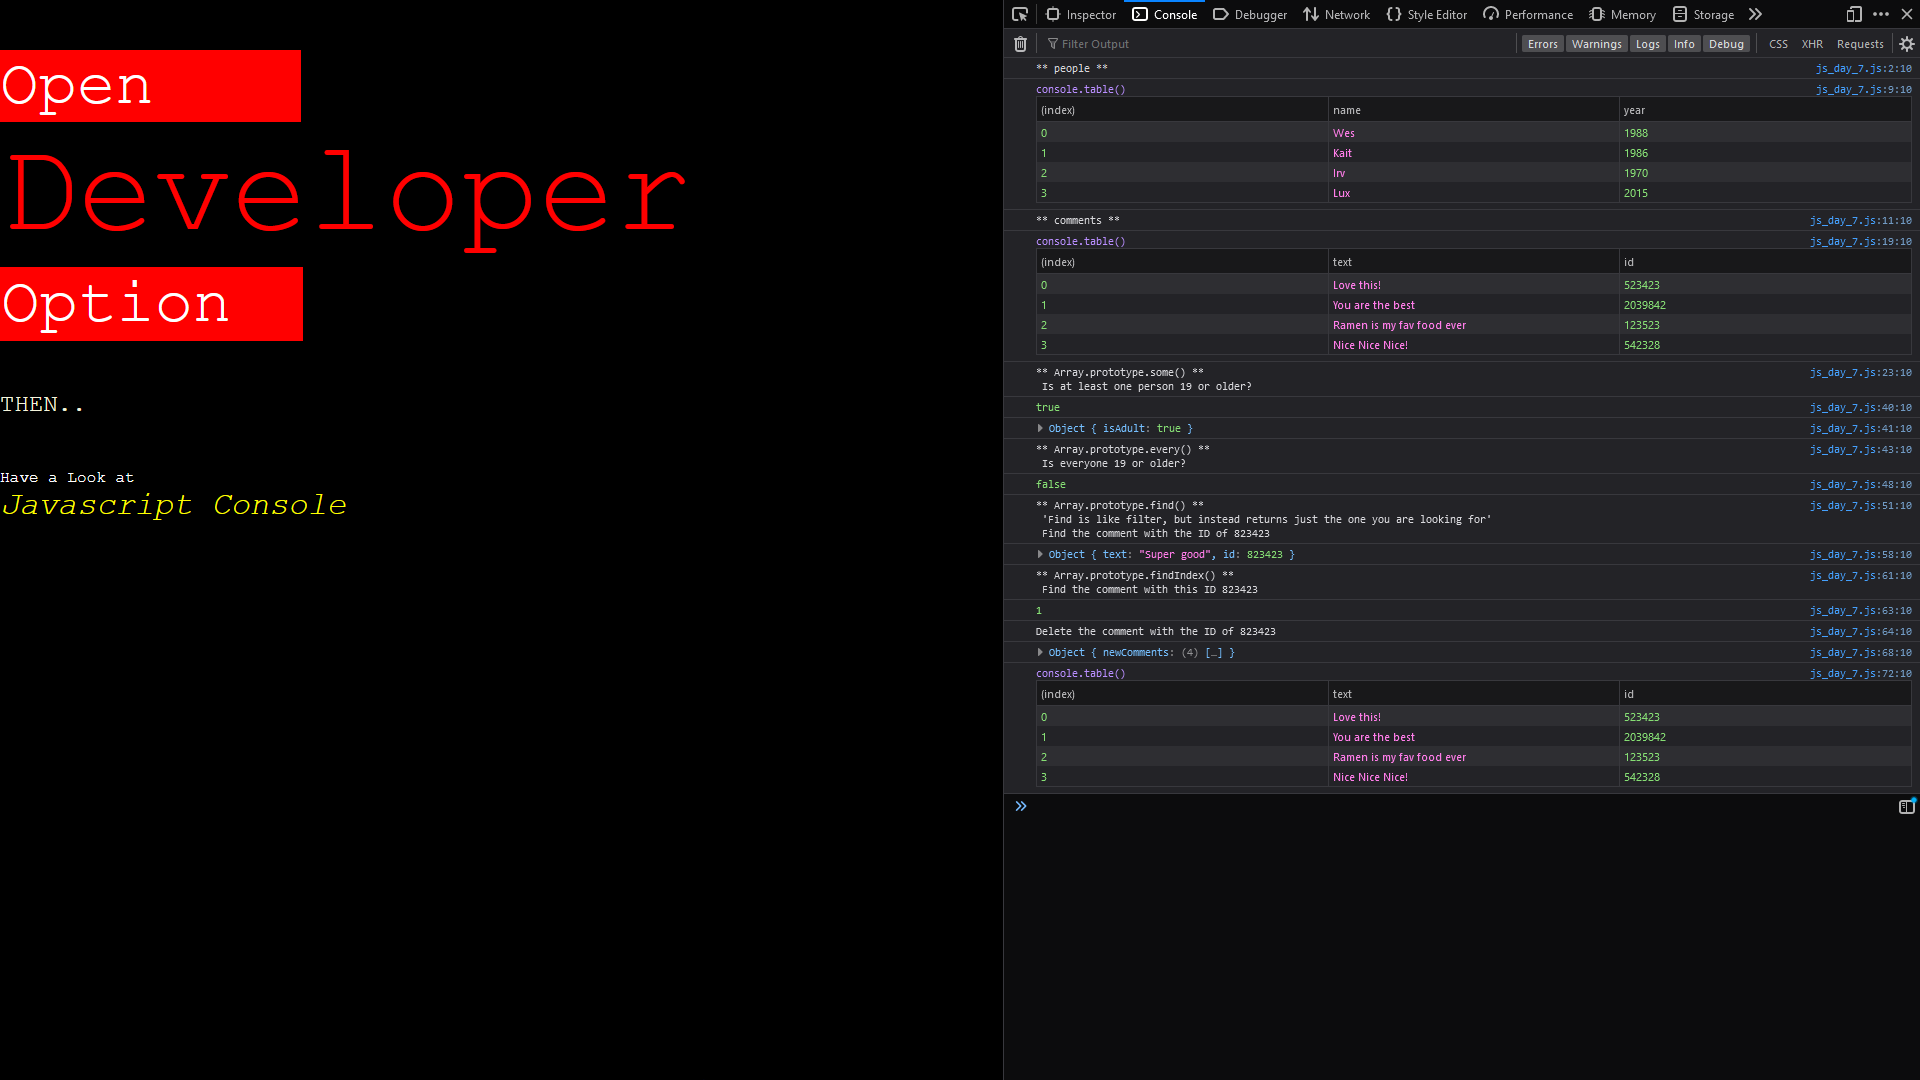 Open
Developer
Option
THEN..
Have a Look at
Javascript Console
Inspector Console Debugger Network Style Editor Performance Memory Storage
Filter Output Errors Warnings Logs Info Debug CSS XHR Requests
** people ** js_day_7.js:2:10
console.table() js_day_7.js:9:10
(index) name year
0 Wes 1988
1 Kait 1986
2 Irv 1970
3 Lux 2015
** comments ** js_day_7.js:11:10
console.table() js_day_7.js:19:10
(index) text id
0 Love this! 523423
1 You are the best 2039842
2 Ramen is my fav food ever 123523
3 Nice Nice Nice! 542328
** Array.prototype.some() ** js_day_7.js:23:10
Is at least one person 19 or older?
true js_day_7.js:40:10
Object { isAdult: true } js_day_7.js:41:10
** Array.prototype.every() ** js_day_7.js:43:10
Is everyone 19 or older?
false js_day_7.js:48:10
** Array.prototype.find() ** js_day_7.js:51:10
'Find is like filter, but instead returns just the one you are looking for'
Find the comment with the ID of 823423
Object { text: "Super good", id: 823423 } js_day_7.js:58:10
** Array.prototype.findIndex() ** js_day_7.js:61:10
Find the comment with this ID 823423
1 js_day_7.js:63:10
Delete the comment with the ID of 823423 js_day_7.js:64:10
Object { newComments: (4) […] } js_day_7.js:68:10
console.table() js_day_7.js:72:10
(index) text id
0 Love this! 523423
1 You are the best 2039842
2 Ramen is my fav food ever 123523
3 Nice Nice Nice! 542328